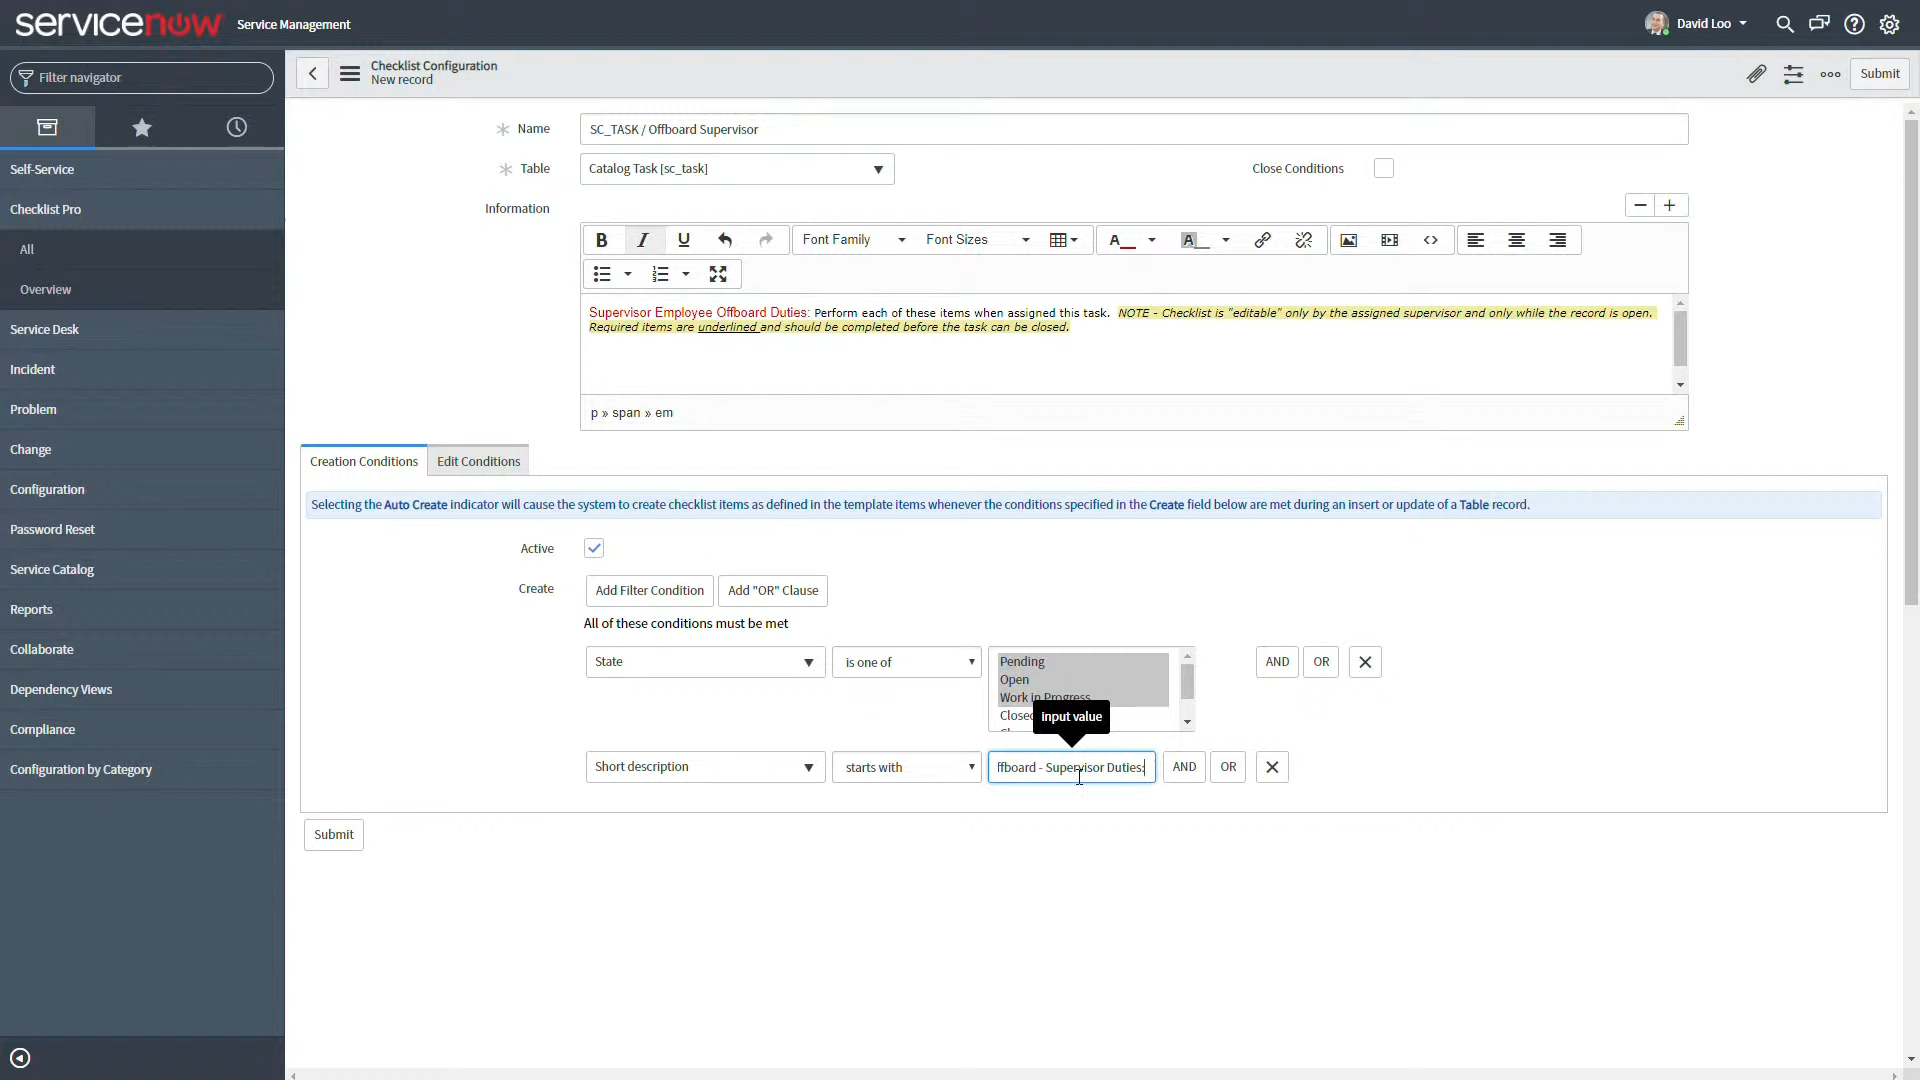 servicenow
Service Management
David Loo
Filter navigator
Self-Service
Checklist Pro
All
Overview
Service Desk
Incident
Problem
Change
Configuration
Password Reset
Service Catalog
Reports
Collaborate
Dependency Views
Compliance
Configuration by Category
Checklist Configuration
New record
Submit
Name
SC_TASK / Offboard Supervisor
Table
Catalog Task [sc_task]
Close Conditions
Information
B I U
Font Family
Font Sizes
A
A
Supervisor Employee Offboard Duties: Perform each of these items when assigned this task. NOTE - Checklist is "editable" only by the assigned supervisor and only while the record is open.
Required items are underlined and should be completed before the task can be closed.
p » span » em
Creation Conditions
Edit Conditions
Selecting the Auto Create indicator will cause the system to create checklist items as defined in the template items whenever the conditions specified in the Create field below are met during an insert or update of a Table record.
Active
Create
Add Filter Condition
Add "OR" Clause
All of these conditions must be met
State
is one of
Pending
Open
Work in Progress
Closed
input value
AND
OR
Short description
starts with
ffboard - Supervisor Duties:
AND
OR
Submit